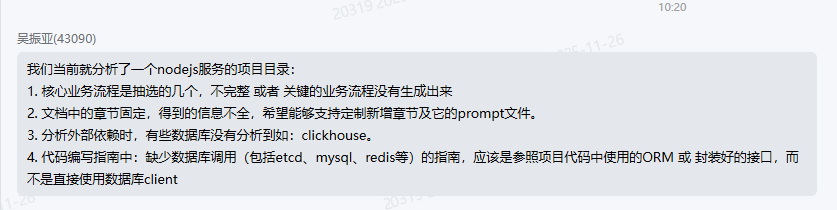 20319 202
10:20
吴振亚(43090)
25-11-26
我们当前就分析了一个nodejs服务的项目目录：
1. 核心业务流程是抽选的几个，不完整 或者 关键的业务流程没有生成出来
2. 文档中的章节固定，得到的信息不全，希望能够支持定制新增章节及它的prompt文件。
3. 分析外部依赖时，有些数据库没有分析到如：clickhouse。
4. 代码编写指南中：缺少数据库调用（包括etcd、mysql、redis等）的指南，应该是参照项目代码中使用的ORM 或 封装好的接口，而
不是直接使用数据库client
11-26
20319 20